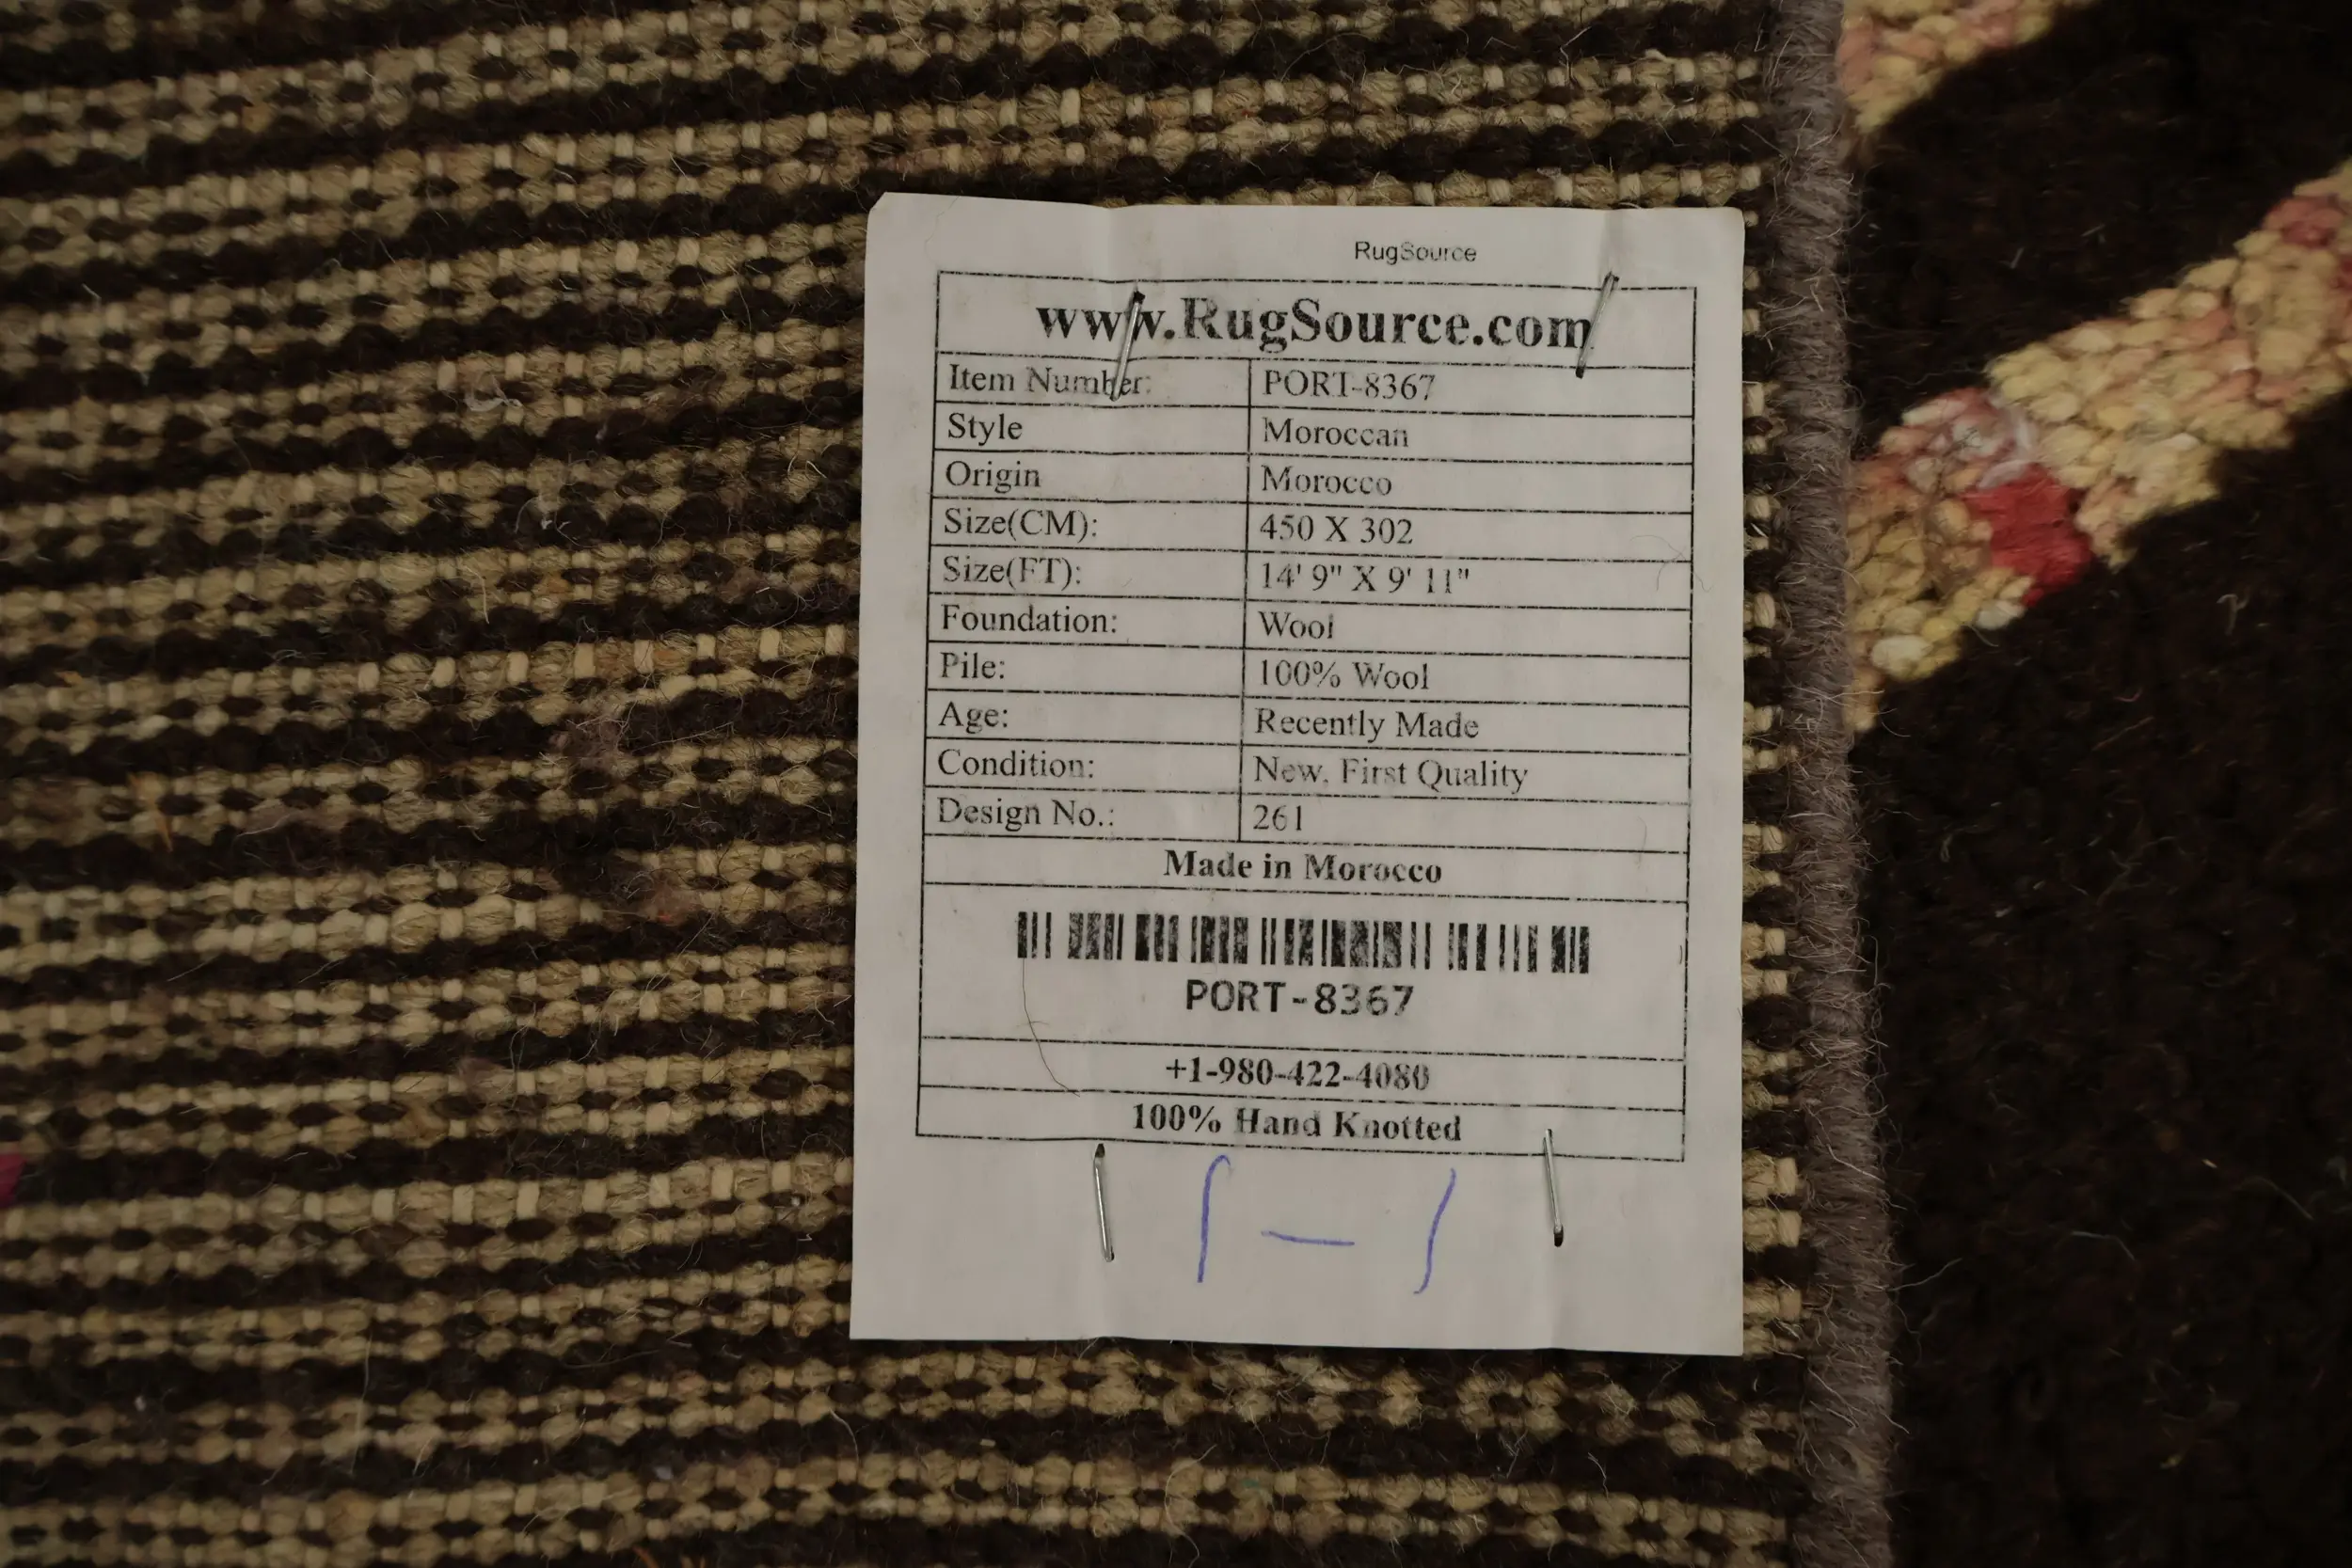 RugSource
www.RugSource.com
Item Number: PORT-8367
Style Moroccan
Origin Morocco
Size(CM): 450 X 302
Size(FT): 14' 9" X 9' 11"
Foundation: Wool
Pile: 100% Wool
Age: Recently Made
Condition: New, First Quality
Design No.: 261
Made in Morocco
PORT-8367
+1-980-422-4080
100% Hand Knotted
1 - 1